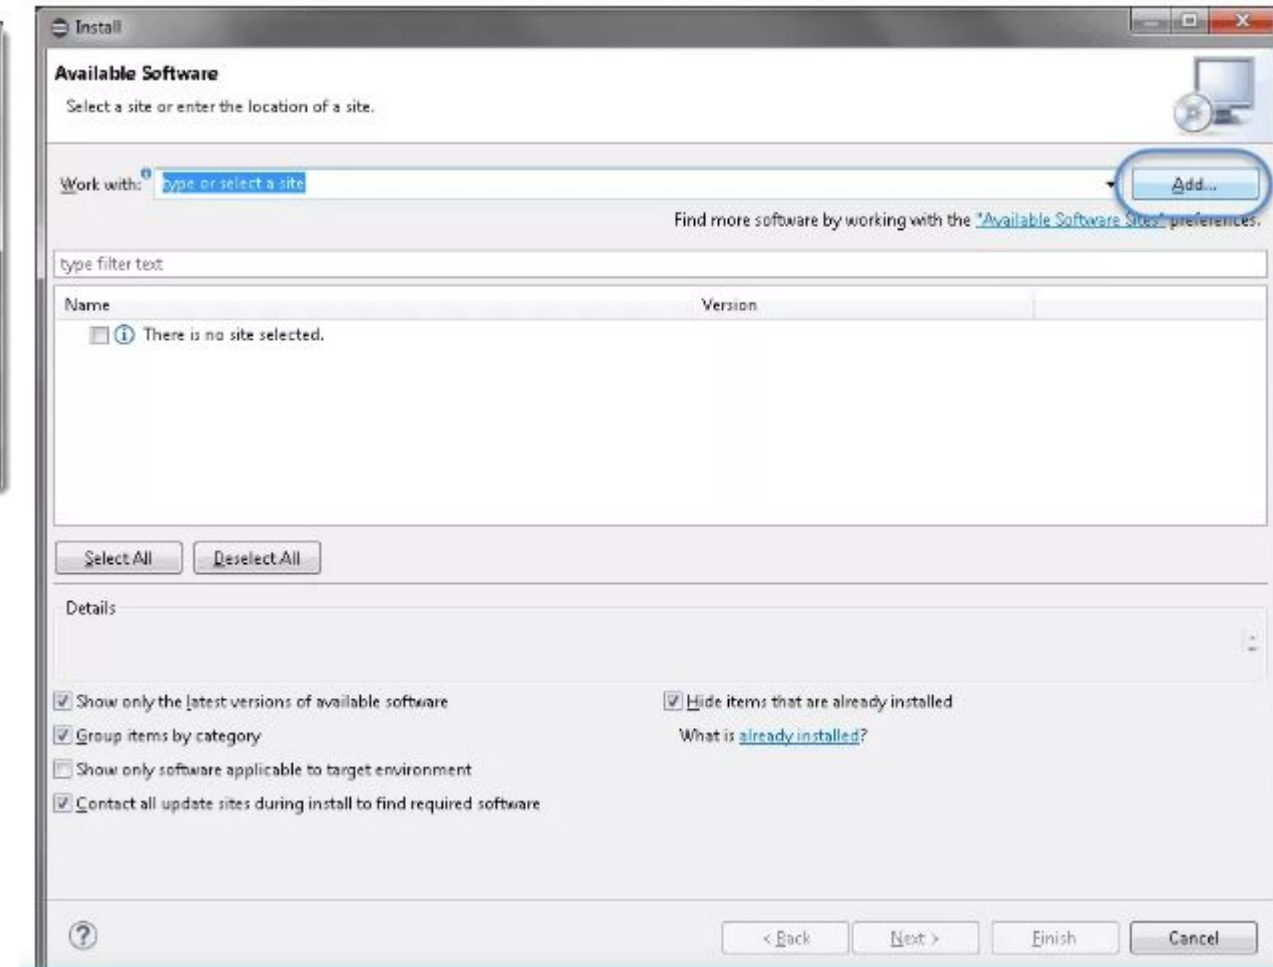 Install
Available Software
Select a site or enter the location of a site.
Work with: type or select a site Add...
Find more software by working with the "Available Software Sites" preferences.
type filter text
Name Version
There is no site selected.
Select All Deselect All
Details
Show only the latest versions of available software Hide items that are already installed
Group items by category What is already installed?
Show only software applicable to target environment
Contact all update sites during install to find required software
< Back Next > Finish Cancel